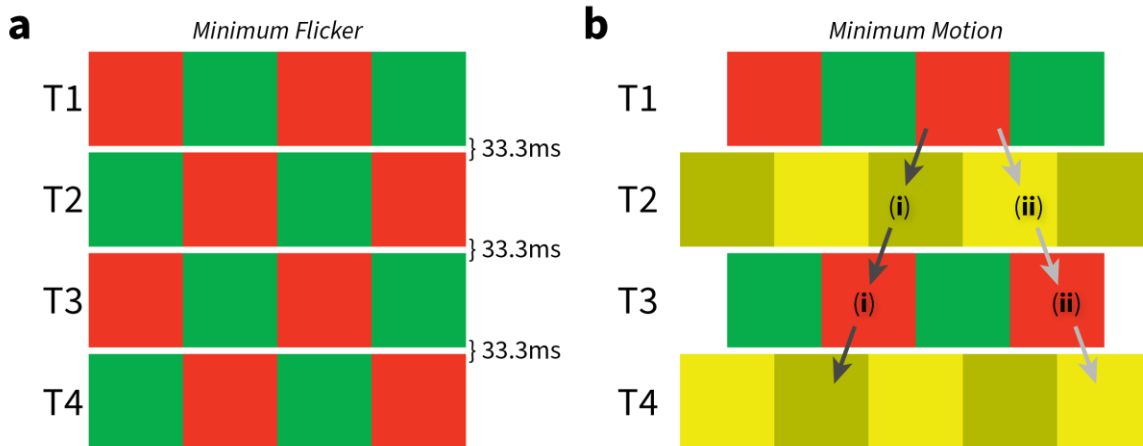 a
Minimum Flicker
T1
} 33.3ms
T2
} 33.3ms
T3
} 33.3ms
T4
b
Minimum Motion
T1
T2
(i)
(ii)
T3
(i)
(ii)
T4